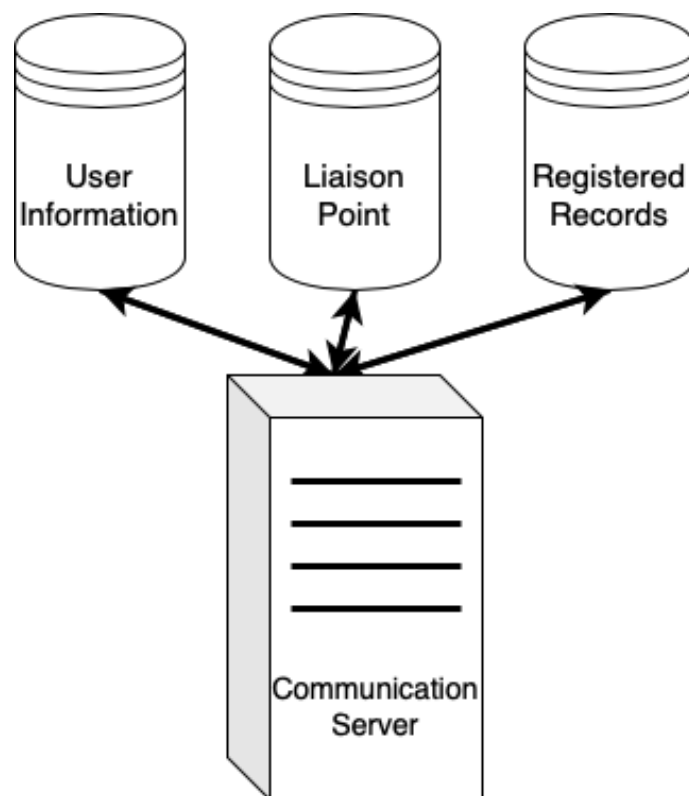 User
Information
Liaison
Point
Registered
Records
Communication
Server